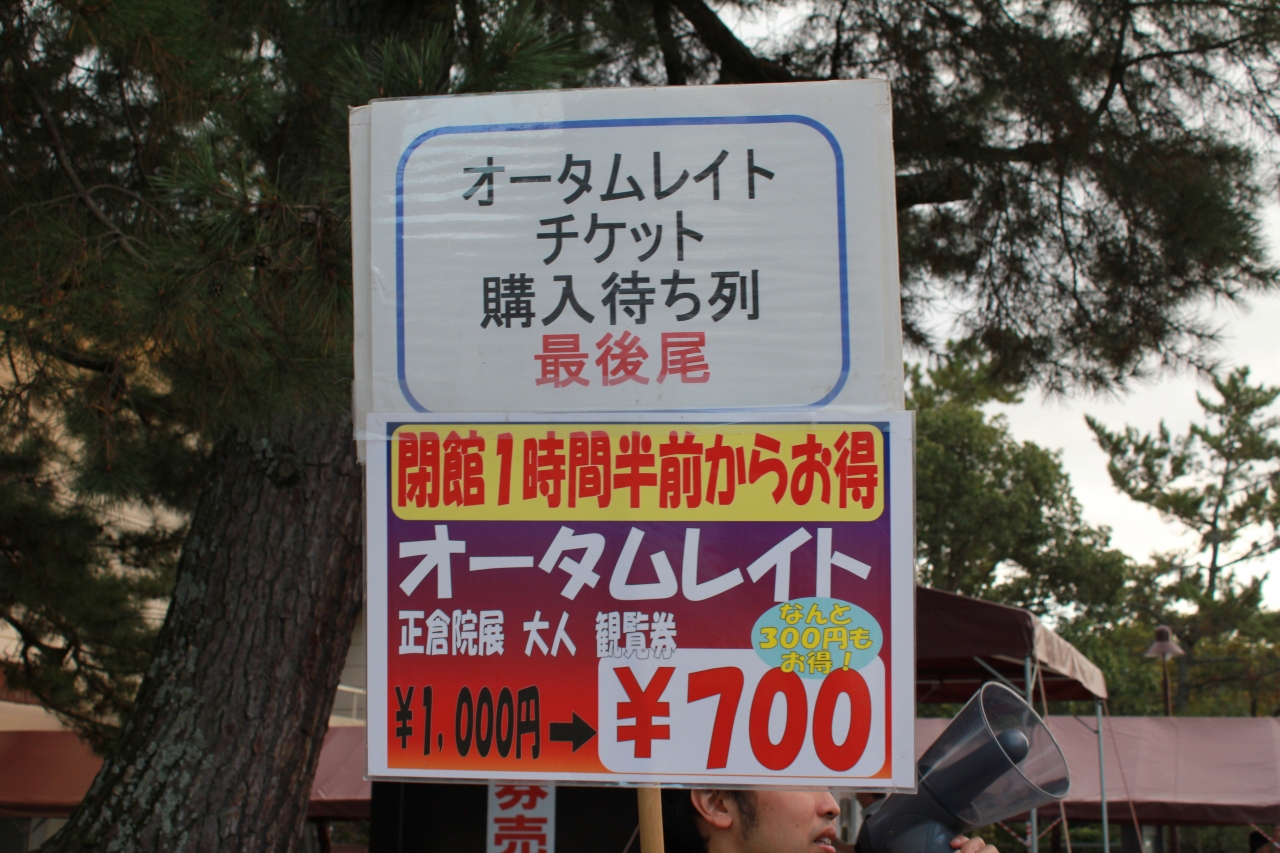 オータムレイト
チケット
購入待ち列
最後尾
閉館1時間半前からお得
オータムレイト
正倉院展 大人 観覧券
なんと
300円も
お得!
¥1,000円→¥700
券売